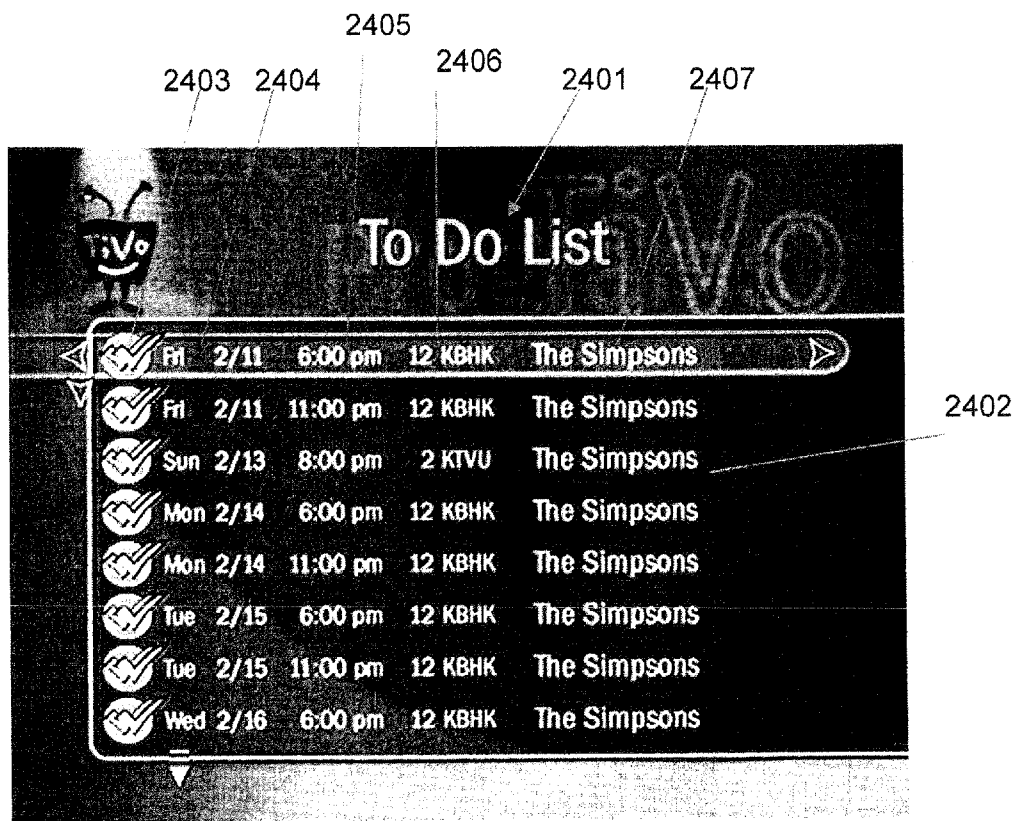 2405
2406
2403 2404 2401 2407
TiVo
TiVo
To Do List
Fri 2/11 6:00 pm 12 KBHK The Simpsons
Fri 2/11 11:00 pm 12 KBHK The Simpsons
2402
Sun 2/13 8:00 pm 2 KTVU The Simpsons
Mon 2/14 6:00 pm 12 KBHK The Simpsons
Mon 2/14 11:00 pm 12 KBHK The Simpsons
Tue 2/15 6:00 pm 12 KBHK The Simpsons
Tue 2/15 11:00 pm 12 KBHK The Simpsons
Wed 2/16 6:00 pm 12 KBHK The Simpsons